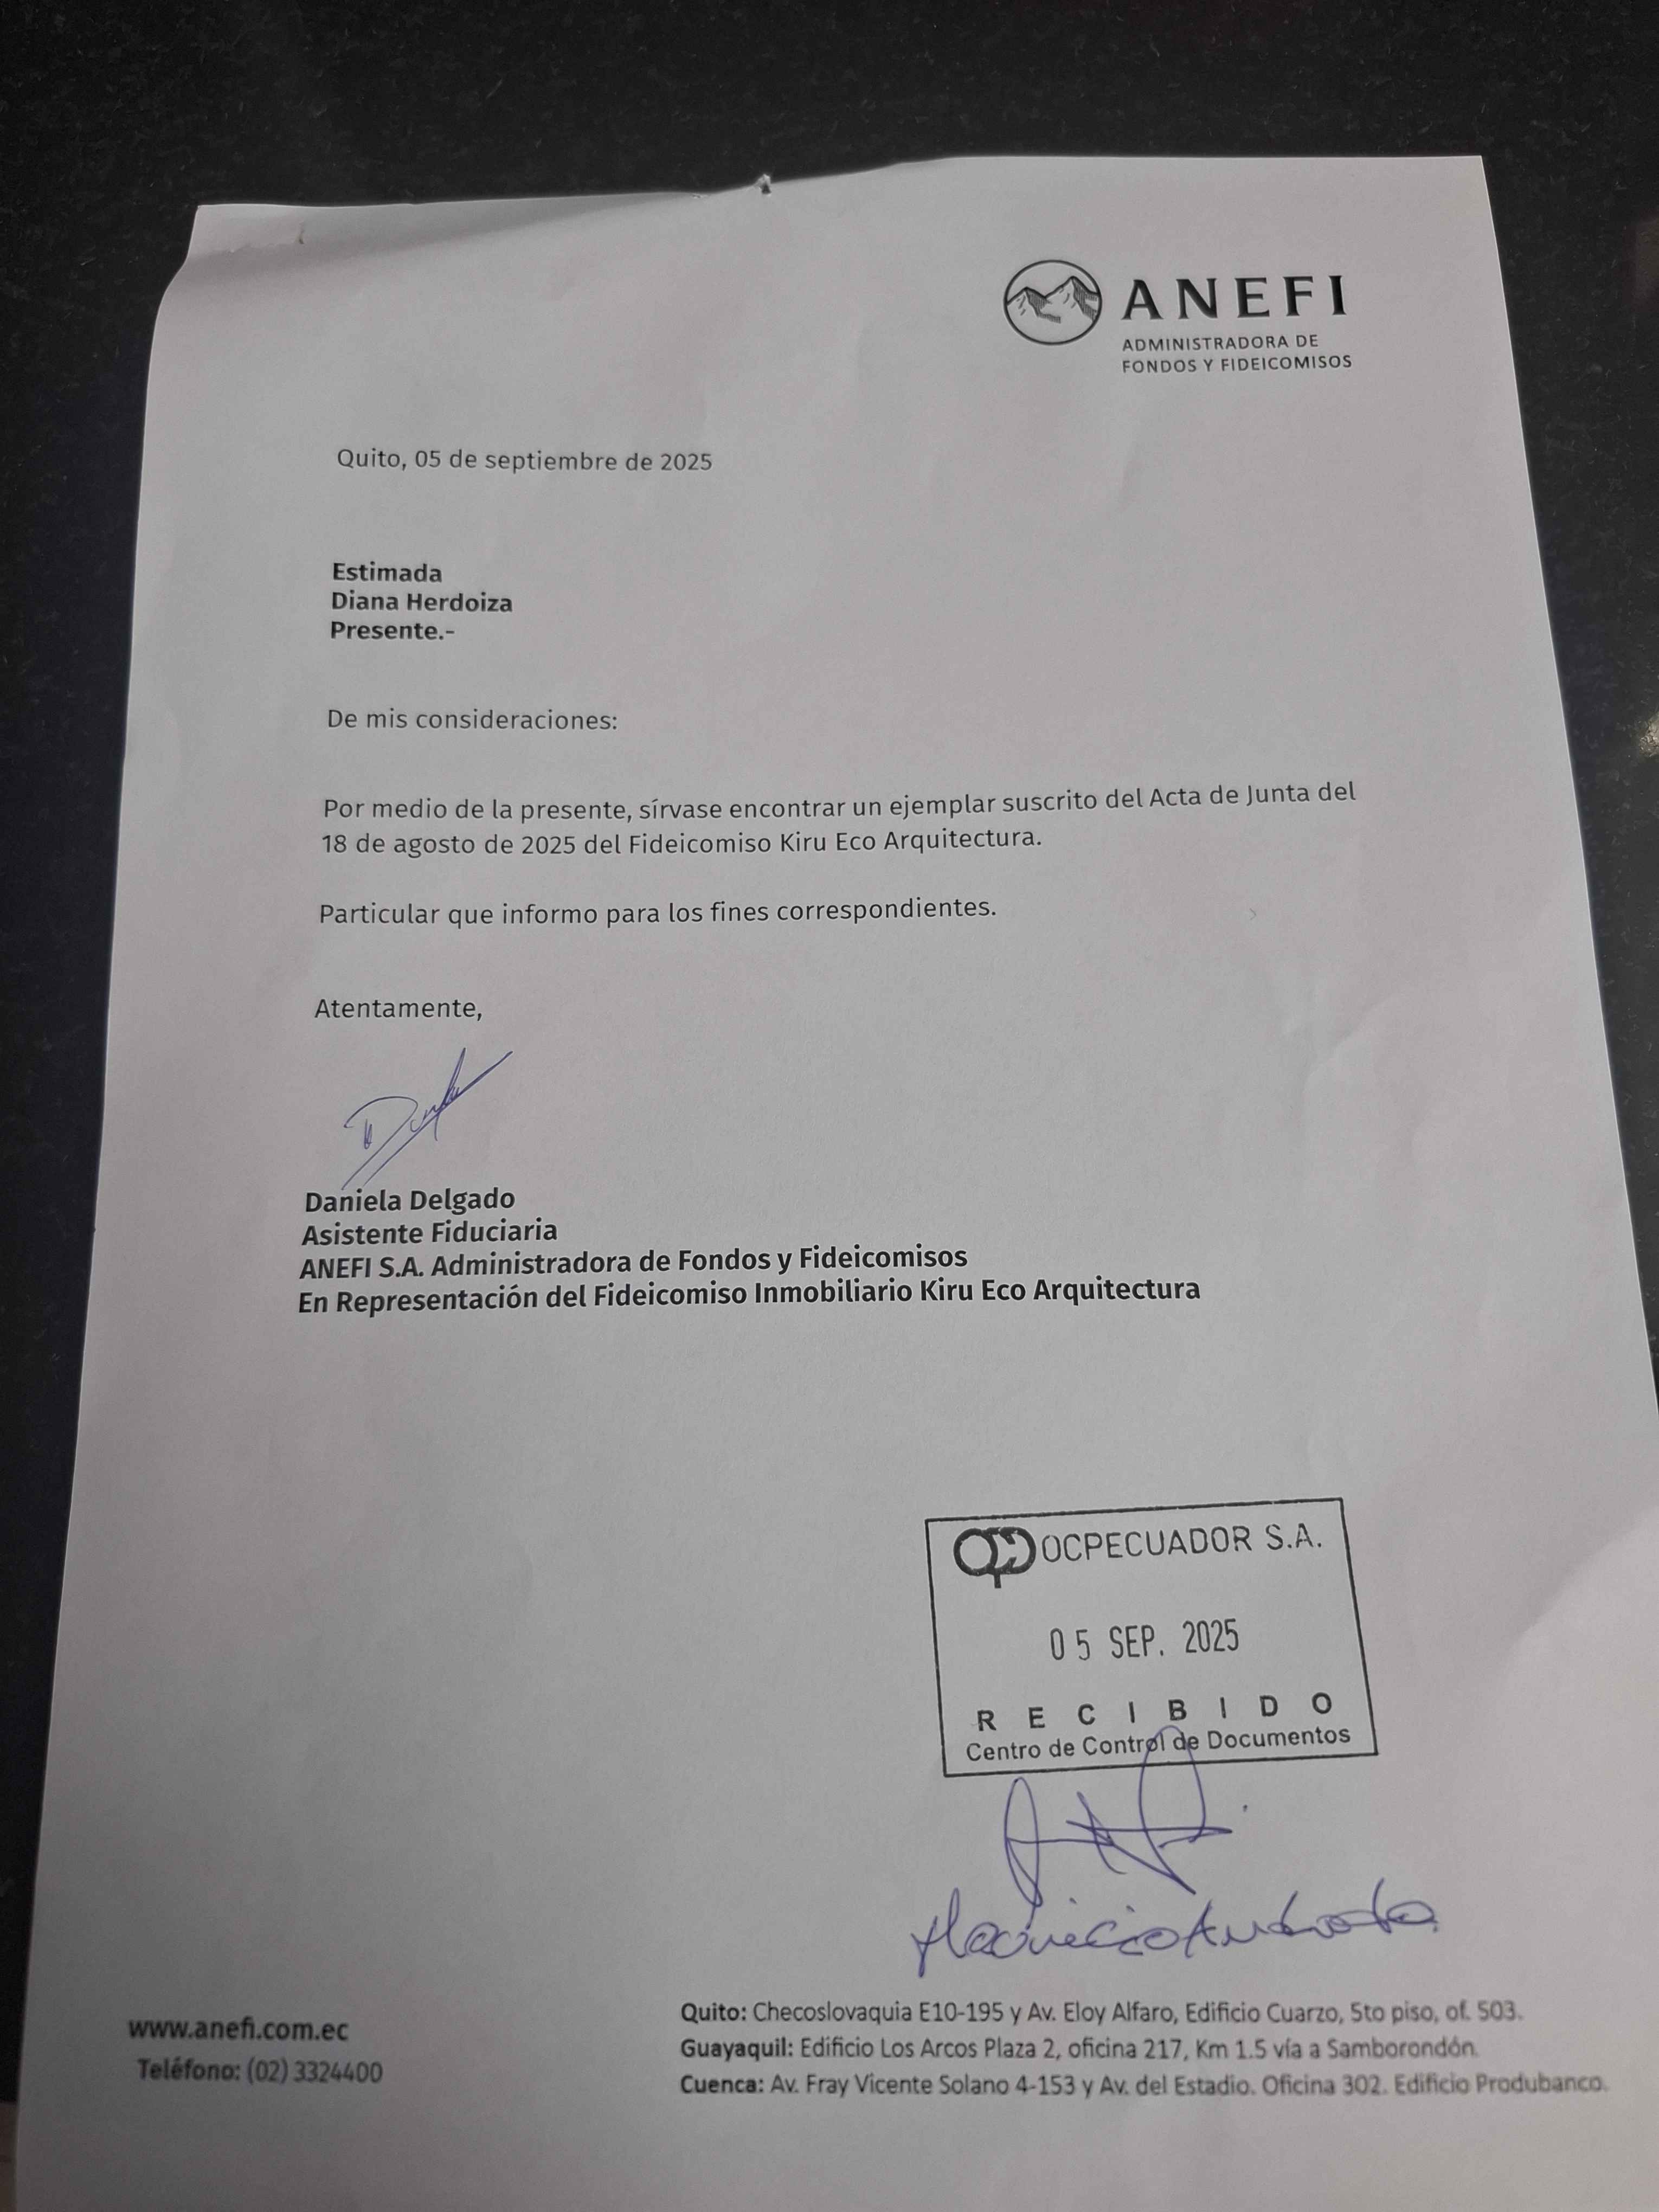 ANEFI
ADMINISTRADORA DE
FONDOS Y FIDEICOMISOS
Quito, 05 de septiembre de 2025
Estimada
Diana Herdoiza
Presente.-
De mis consideraciones:
Por medio de la presente, sírvase encontrar un ejemplar suscrito del Acta de Junta del
18 de agosto de 2025 del Fideicomiso Kiru Eco Arquitectura.
Particular que informo para los fines correspondientes.
Atentamente,
Daniela Delgado
Asistente Fiduciaria
ANEFI S.A. Administradora de Fondos y Fideicomisos
En Representación del Fideicomiso Inmobiliario Kiru Eco Arquitectura
OCPECUADOR S.A.
05 SEP. 2025
RECIBIDO
Centro de Control de Documentos
www.anefi.com.ec
Teléfono: (02) 3324400
Quito: Checoslovaquia E10-195 y Av. Eloy Alfaro, Edificio Cuarzo, 5to piso, of. 503.
Guayaquil: Edificio Los Arcos Plaza 2, oficina 217, Km 1.5 vía a Samborondón.
Cuenca: Av. Fray Vicente Solano 4-153 y Av. del Estadio. Oficina 302. Edificio Produbanco.